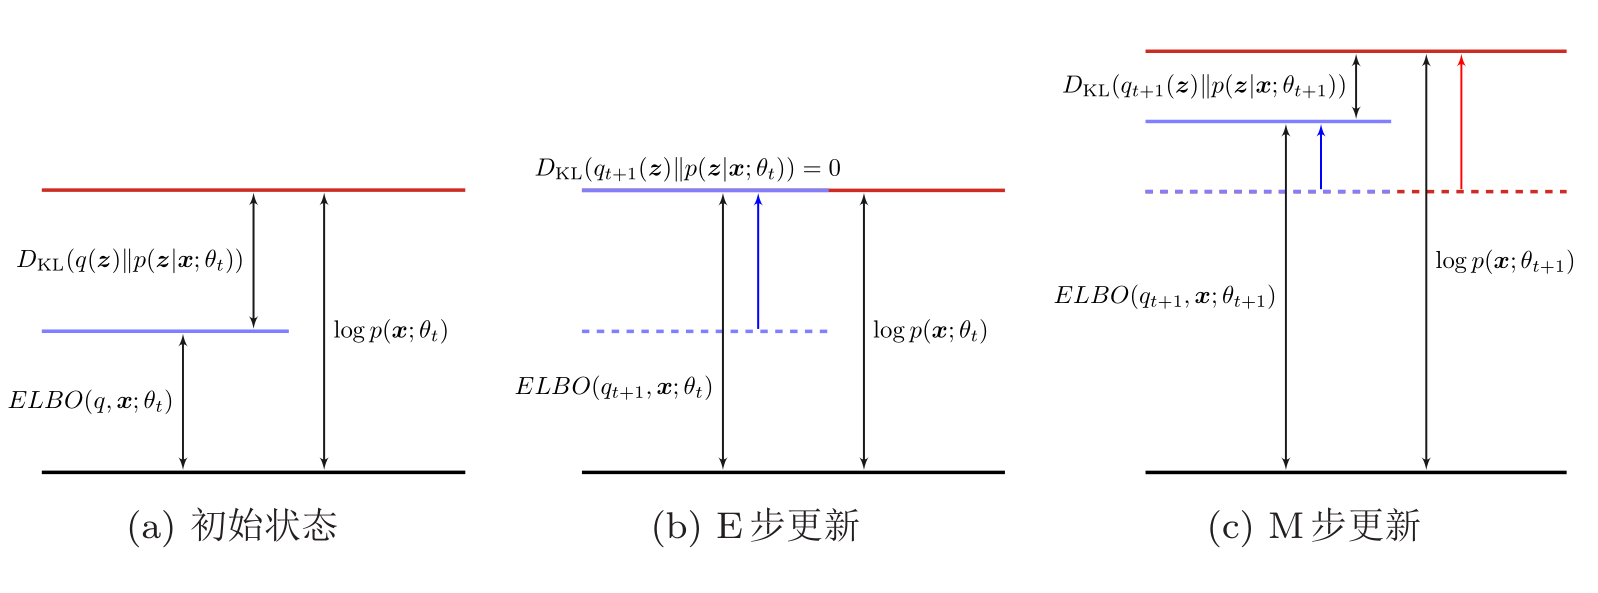 D_KL(q(z)‖p(z|x; θ_t))
log p(x; θ_t)
ELBO(q, x; θ_t)
(a) 初始状态
D_KL(q_{t+1}(z)‖p(z|x; θ_t)) = 0
log p(x; θ_t)
ELBO(q_{t+1}, x; θ_t)
(b) E 步更新
D_KL(q_{t+1}(z)‖p(z|x; θ_{t+1}))
log p(x; θ_{t+1})
ELBO(q_{t+1}, x; θ_{t+1})
(c) M 步更新